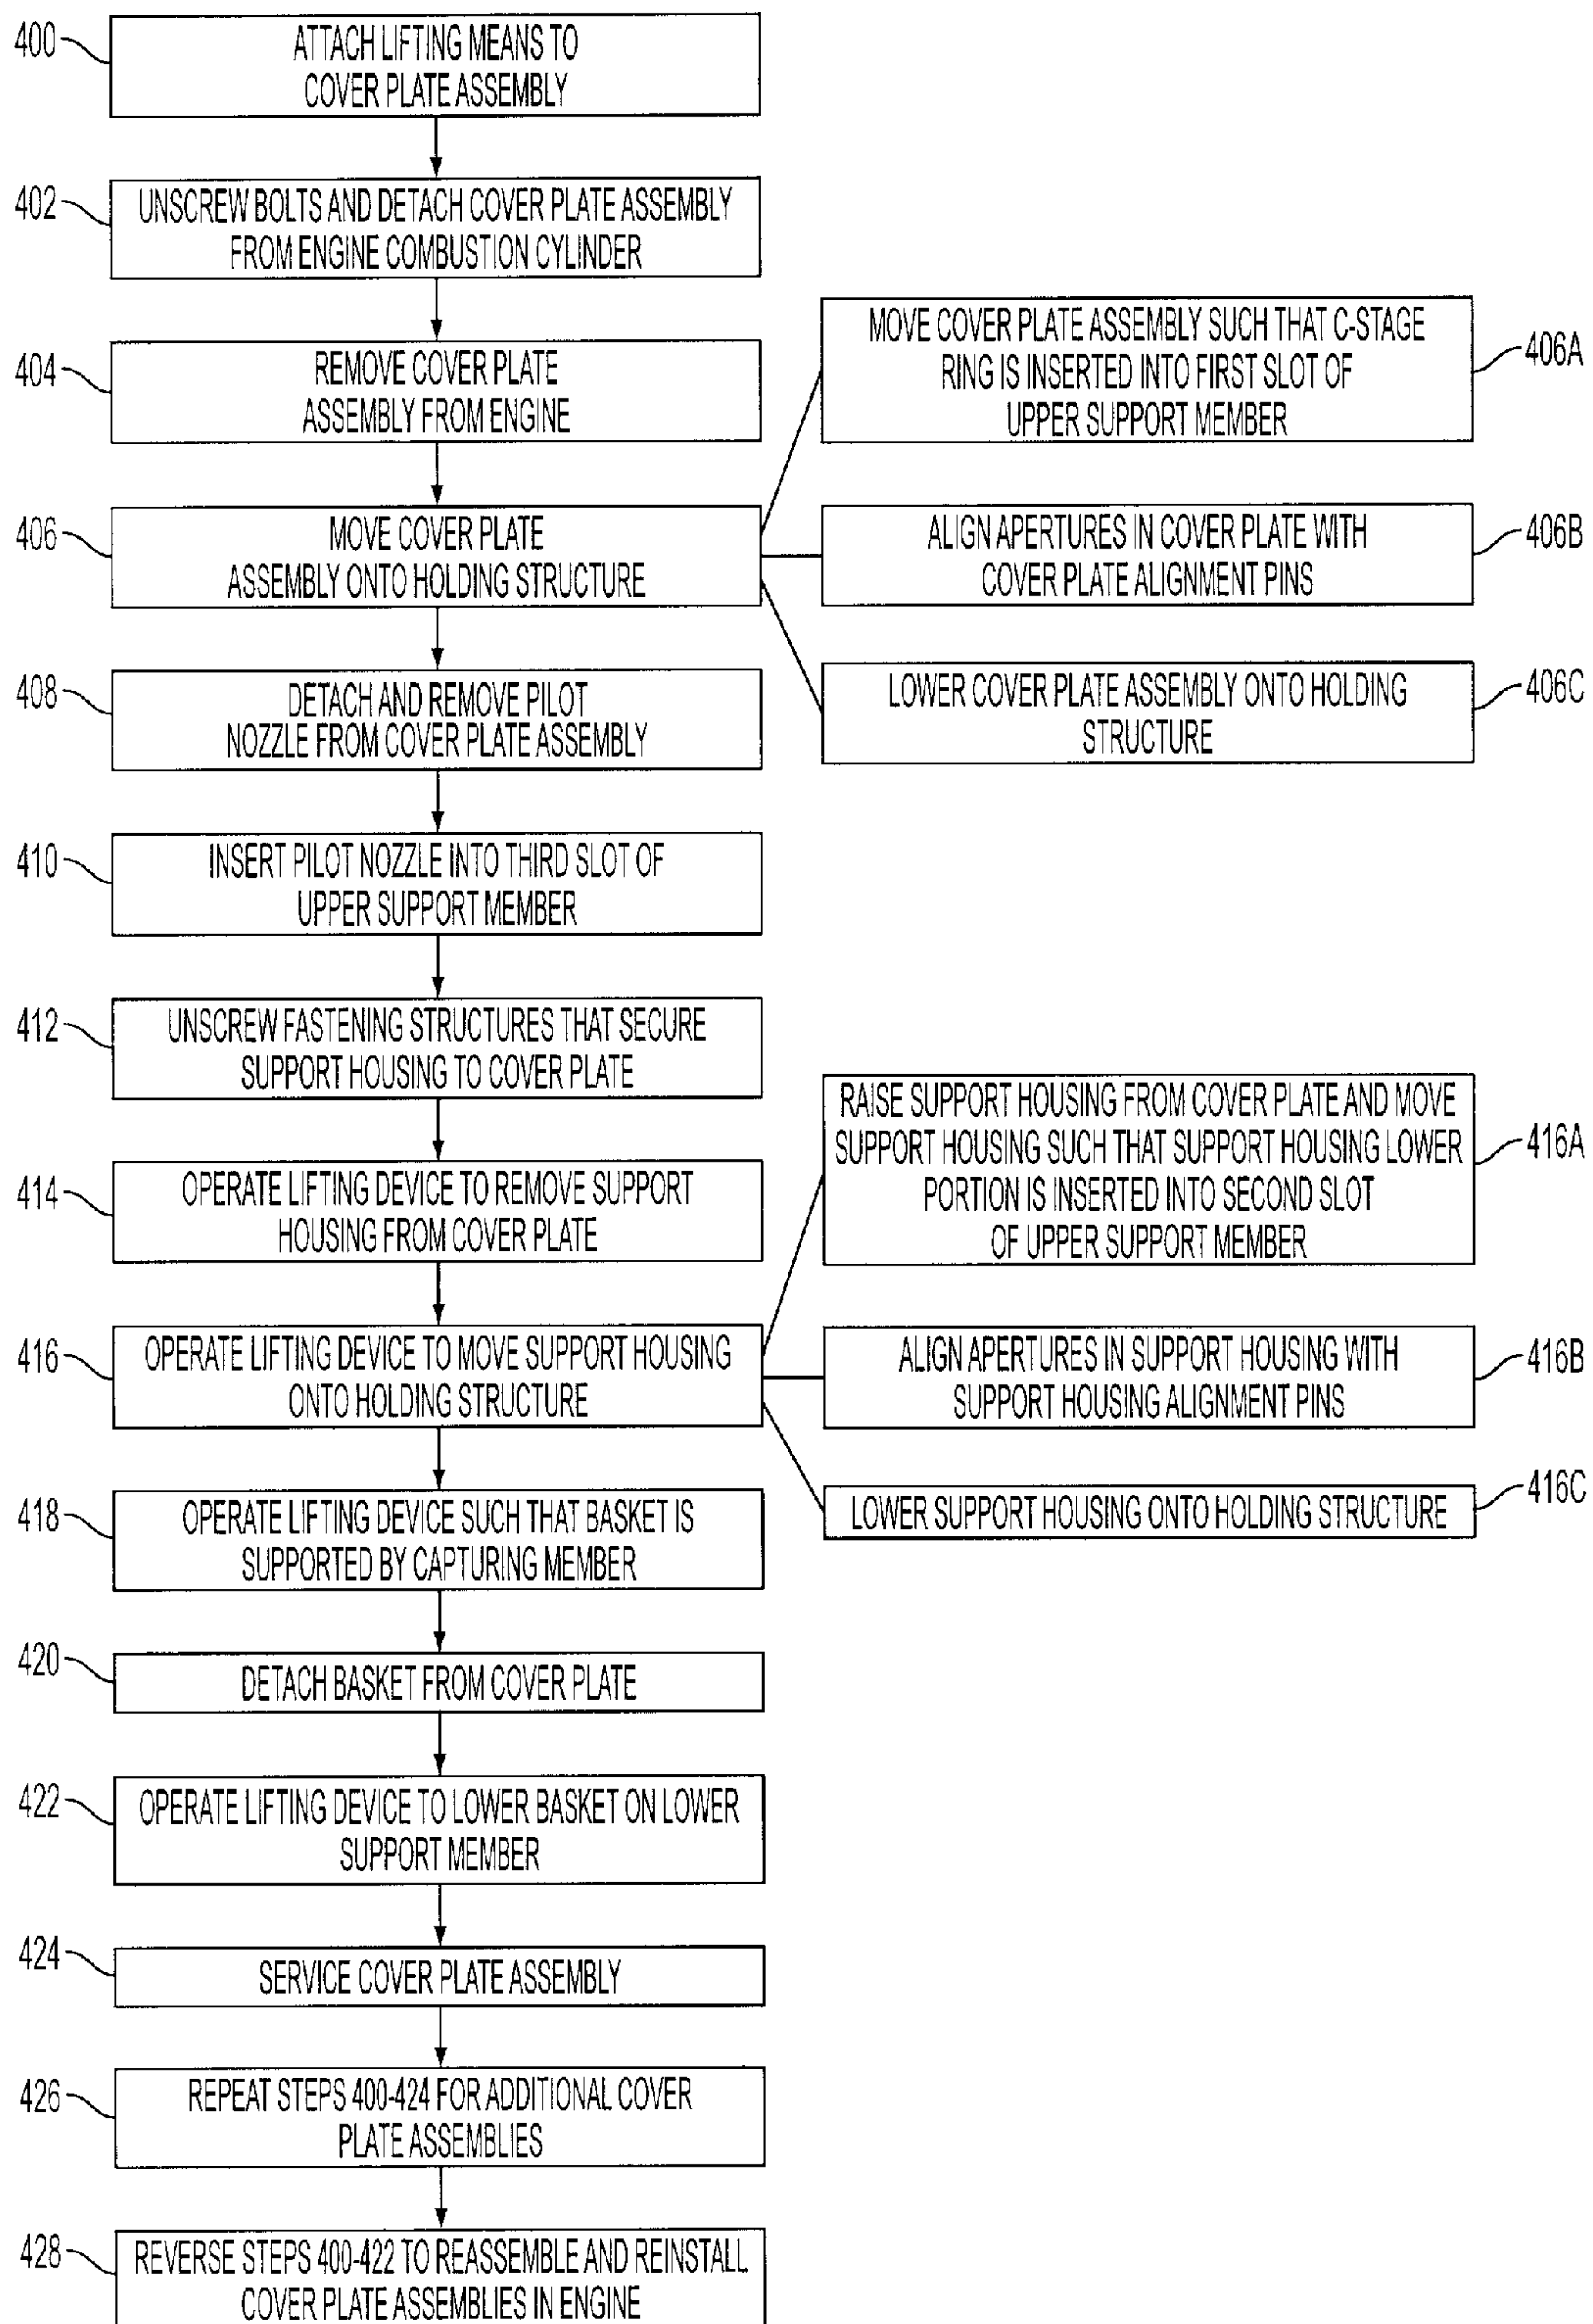 400
ATTACH LIFTING MEANS TO
COVER PLATE ASSEMBLY
402
UNSCREW BOLTS AND DETACH COVER PLATE ASSEMBLY
FROM ENGINE COMBUSTION CYLINDER
404
REMOVE COVER PLATE
ASSEMBLY FROM ENGINE
406
MOVE COVER PLATE
ASSEMBLY ONTO HOLDING STRUCTURE
MOVE COVER PLATE ASSEMBLY SUCH THAT C-STAGE
RING IS INSERTED INTO FIRST SLOT OF
UPPER SUPPORT MEMBER
406A
ALIGN APERTURES IN COVER PLATE WITH
COVER PLATE ALIGNMENT PINS
406B
LOWER COVER PLATE ASSEMBLY ONTO HOLDING
STRUCTURE
406C
408
DETACH AND REMOVE PILOT
NOZZLE FROM COVER PLATE ASSEMBLY
410
INSERT PILOT NOZZLE INTO THIRD SLOT OF
UPPER SUPPORT MEMBER
412
UNSCREW FASTENING STRUCTURES THAT SECURE
SUPPORT HOUSING TO COVER PLATE
414
OPERATE LIFTING DEVICE TO REMOVE SUPPORT
HOUSING FROM COVER PLATE
416
OPERATE LIFTING DEVICE TO MOVE SUPPORT HOUSING
ONTO HOLDING STRUCTURE
RAISE SUPPORT HOUSING FROM COVER PLATE AND MOVE
SUPPORT HOUSING SUCH THAT SUPPORT HOUSING LOWER
PORTION IS INSERTED INTO SECOND SLOT
OF UPPER SUPPORT MEMBER
416A
ALIGN APERTURES IN SUPPORT HOUSING WITH
SUPPORT HOUSING ALIGNMENT PINS
416B
LOWER SUPPORT HOUSING ONTO HOLDING STRUCTURE
416C
418
OPERATE LIFTING DEVICE SUCH THAT BASKET IS
SUPPORTED BY CAPTURING MEMBER
420
DETACH BASKET FROM COVER PLATE
422
OPERATE LIFTING DEVICE TO LOWER BASKET ON LOWER
SUPPORT MEMBER
424
SERVICE COVER PLATE ASSEMBLY
426
REPEAT STEPS 400-424 FOR ADDITIONAL COVER
PLATE ASSEMBLIES
428
REVERSE STEPS 400-422 TO REASSEMBLE AND REINSTALL
COVER PLATE ASSEMBLIES IN ENGINE